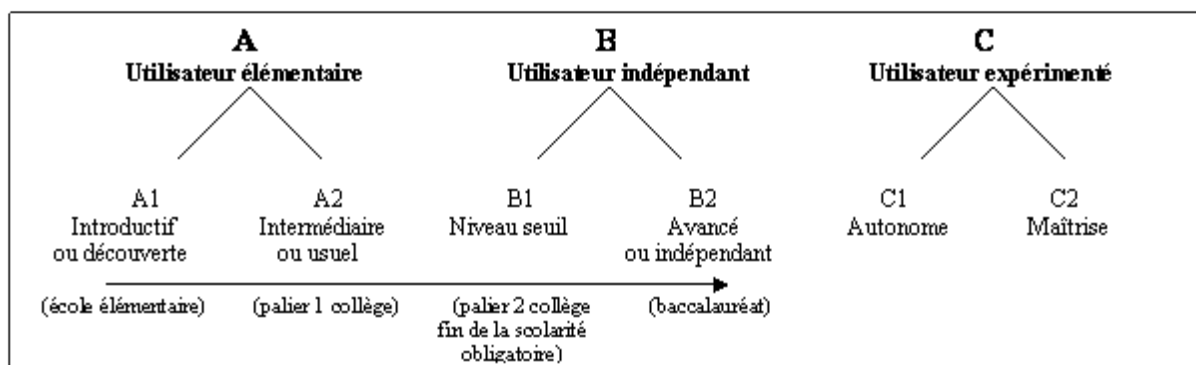 A B C
Utilisateur élémentaire Utilisateur indépendant Utilisateur expérimenté
A1 A2 B1 B2 C1 C2
Introductif Intermédiaire Niveau seuil Avancé Autonome Maîtrise
ou découverte ou usuel ou indépendant
(école élémentaire) (palier 1 collège) (palier 2 collège (baccalauréat)
fin de la scolarité
obligatoire)